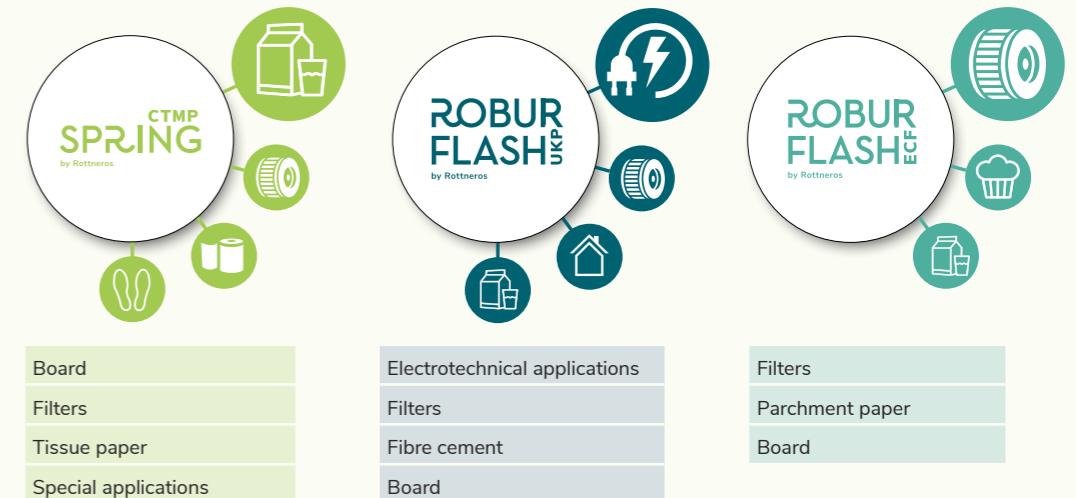 CTMP
SPRING
by Rottneros
ROBUR
FLASH UKP
by Rottneros
ROBUR
FLASH ECF
by Rottneros
Board
Filters
Tissue paper
Special applications
Electrotechnical applications
Filters
Fibre cement
Board
Filters
Parchment paper
Board